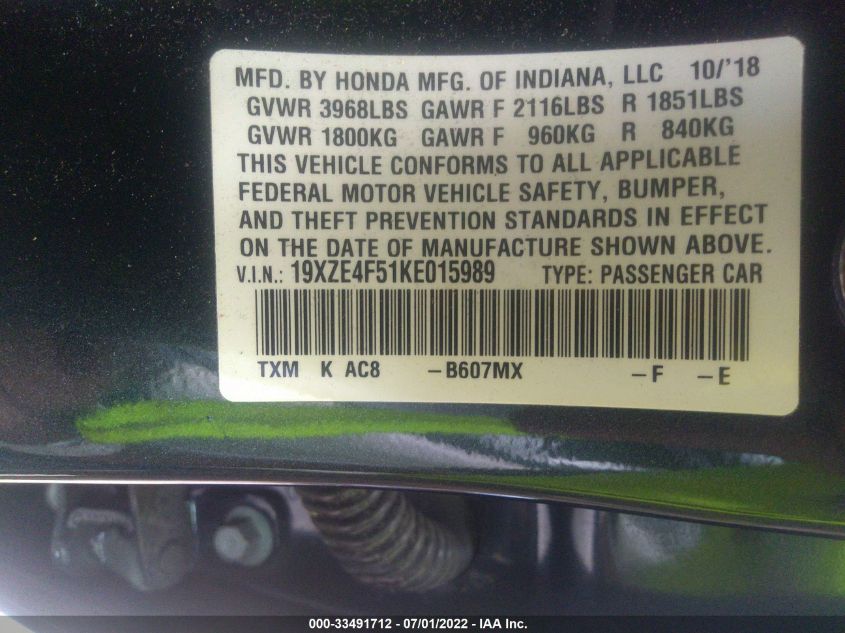 MFD. BY HONDA MFG. OF INDIANA, LLC 10/'18
GVWR 3968LBS GAWR F 2116LBS R 1851LBS
GVWR 1800KG GAWR F 960KG R 840KG
THIS VEHICLE CONFORMS TO ALL APPLICABLE
FEDERAL MOTOR VEHICLE SAFETY, BUMPER,
AND THEFT PREVENTION STANDARDS IN EFFECT
ON THE DATE OF MANUFACTURE SHOWN ABOVE.
V.I.N.: 19XZE4F51KE015989 TYPE: PASSENGER CAR
TXM K AC8 -B607MX -F -E
000-33491712 - 07/01/2022 - IAA Inc.